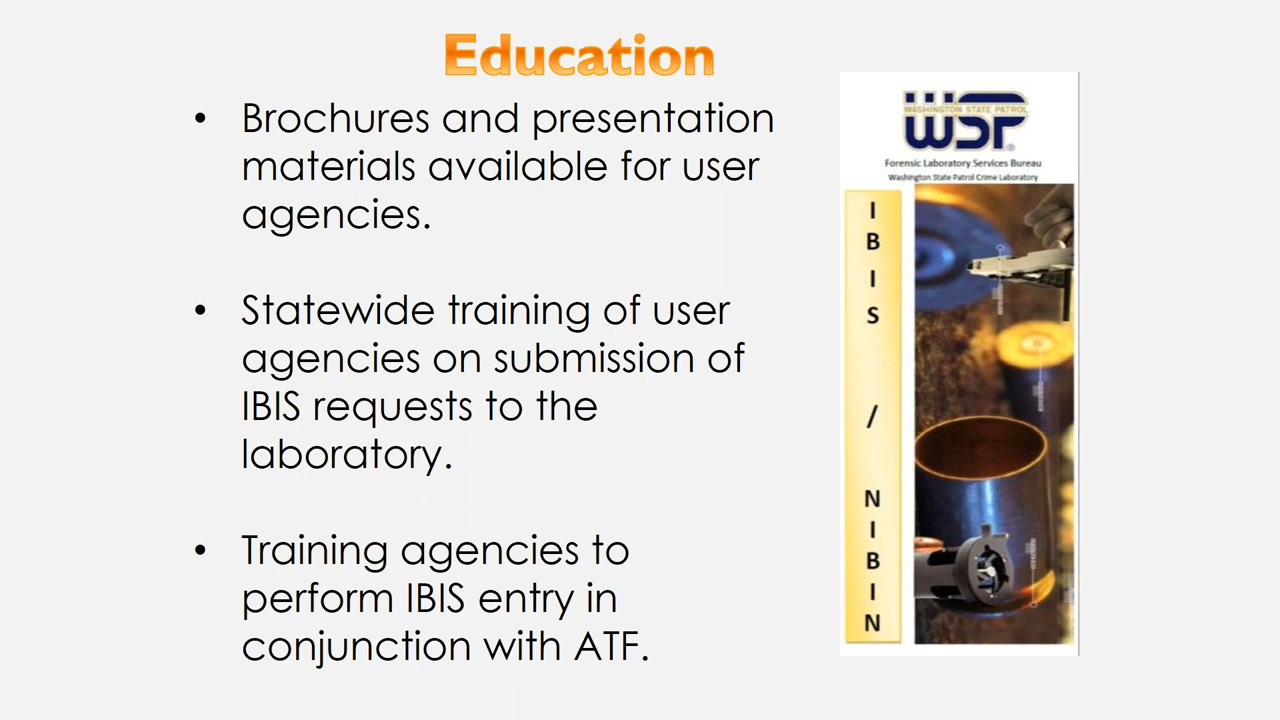 Education
• Brochures and presentation
materials available for user
agencies.
• Statewide training of user
agencies on submission of
IBIS requests to the
laboratory.
• Training agencies to
perform IBIS entry in
conjunction with ATF.
WASHINGTON STATE PATROL
WSP®
Forensic Laboratory Services Bureau
Washington State Patrol Crime Laboratory
I
B
I
S
/
N
I
B
I
N